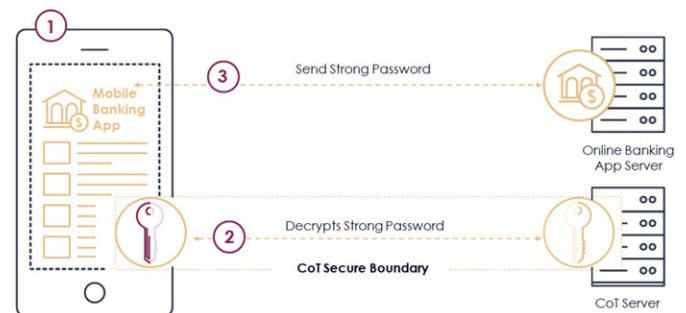 1
Mobile
Banking
App
$
3
Send Strong Password
$
Online Banking
App Server
2
Decrypts Strong Password
CoT Secure Boundary
CoT Server